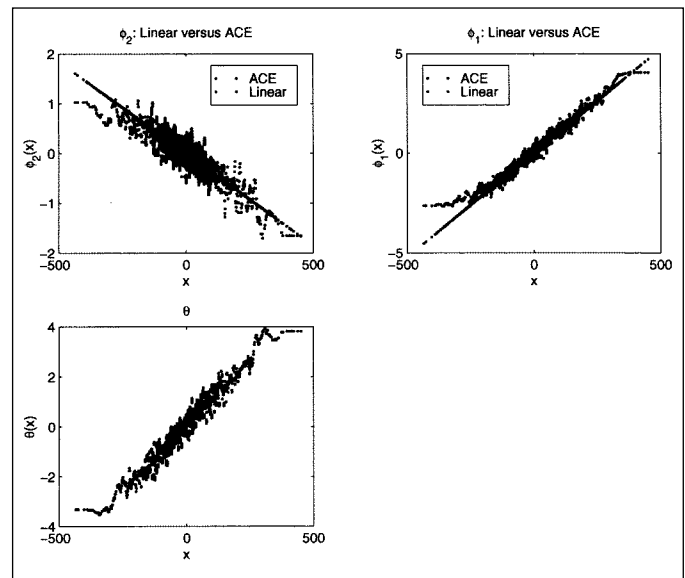 ϕ₂: Linear versus ACE
ϕ₁: Linear versus ACE
2
1
0
−1
−2
ϕ₂(x)
ACE
Linear
−500
0
500
x
5
0
−5
ϕ₁(x)
ACE
Linear
−500
0
500
x
θ
4
2
0
−2
−4
θ(x)
−500
0
500
x